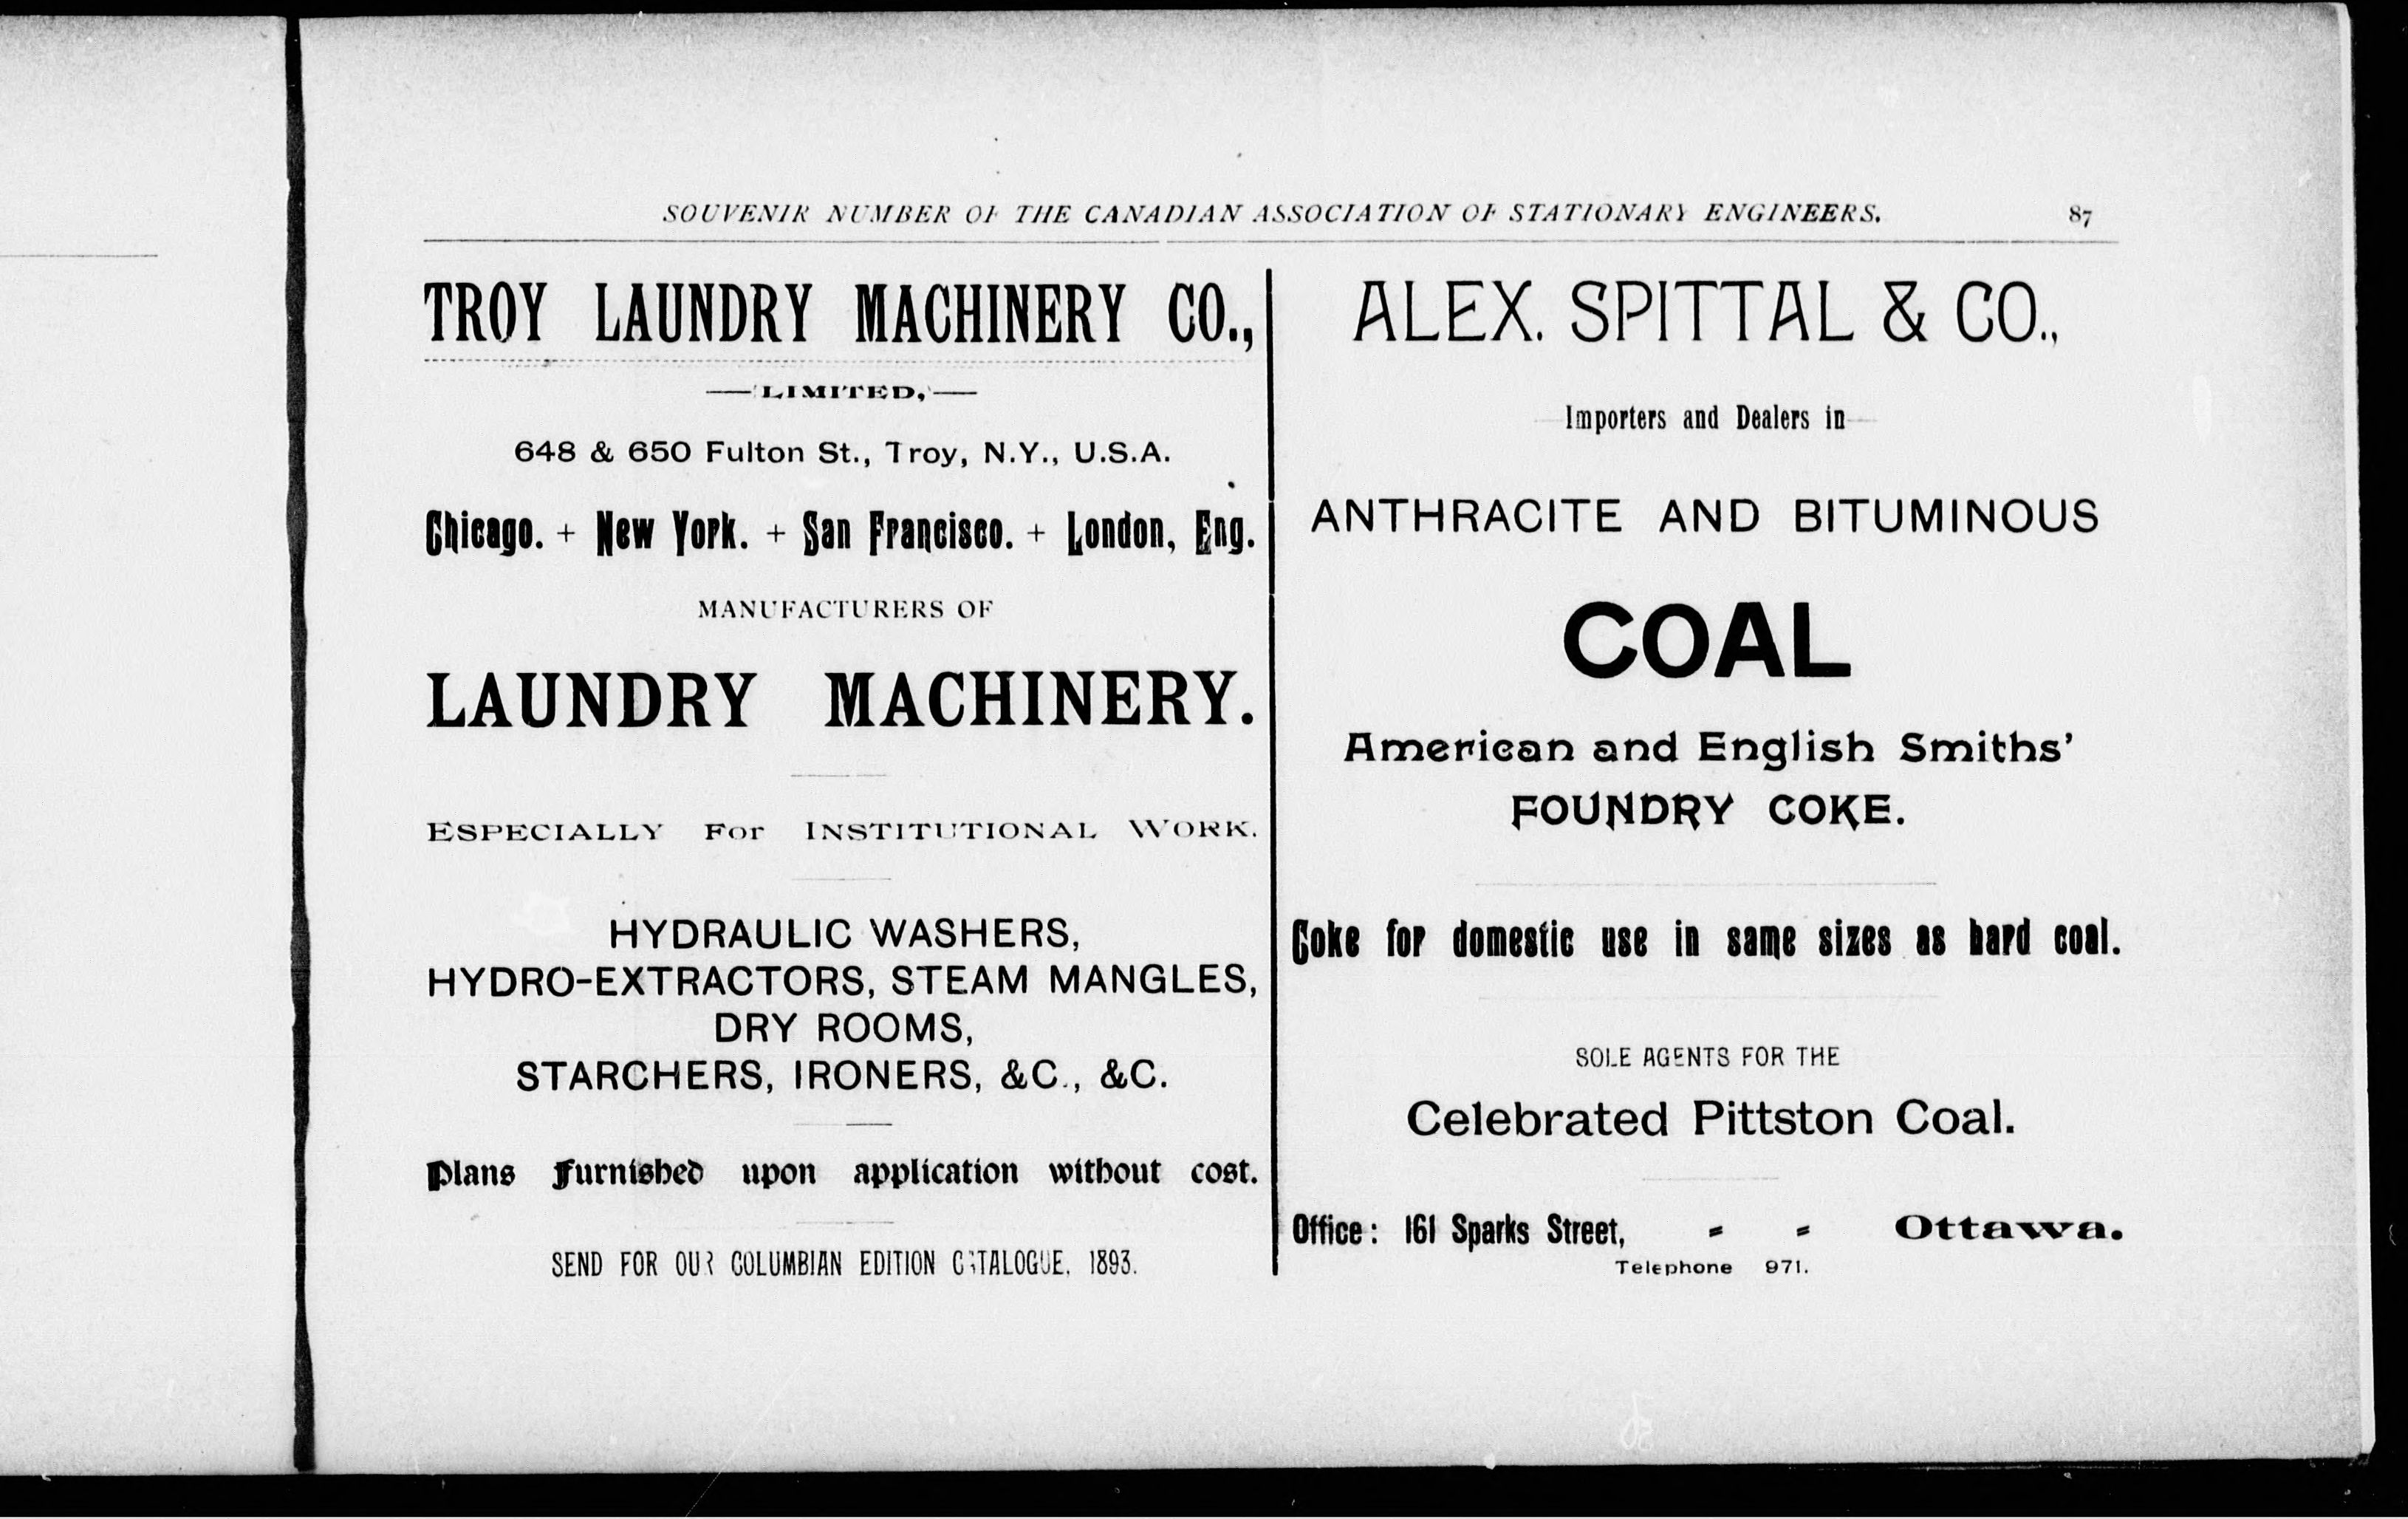 SOUVENIR NUMBER OF THE CANADIAN ASSOCIATION OF STATIONARY ENGINEERS. 87
TROY LAUNDRY MACHINERY CO.,
LIMITED,
648 & 650 Fulton St., Troy, N.Y., U.S.A.
Chicago. + New York. + San Francisco. + London, Eng.
MANUFACTURERS OF
LAUNDRY MACHINERY.
ESPECIALLY For INSTITUTIONAL WORK.
HYDRAULIC WASHERS,
HYDRO-EXTRACTORS, STEAM MANGLES,
DRY ROOMS,
STARCHERS, IRONERS, &C., &C.
Plans Furnished upon application without cost.
SEND FOR OUR COLUMBIAN EDITION CATALOGUE, 1893.
ALEX. SPITTAL & CO.,
Importers and Dealers in
ANTHRACITE AND BITUMINOUS
COAL
American and English Smiths'
FOUNDRY COKE.
Coke for domestic use in same sizes as hard coal.
SOLE AGENTS FOR THE
Celebrated Pittston Coal.
Office: 161 Sparks Street, - - Ottawa.
Telephone 971.